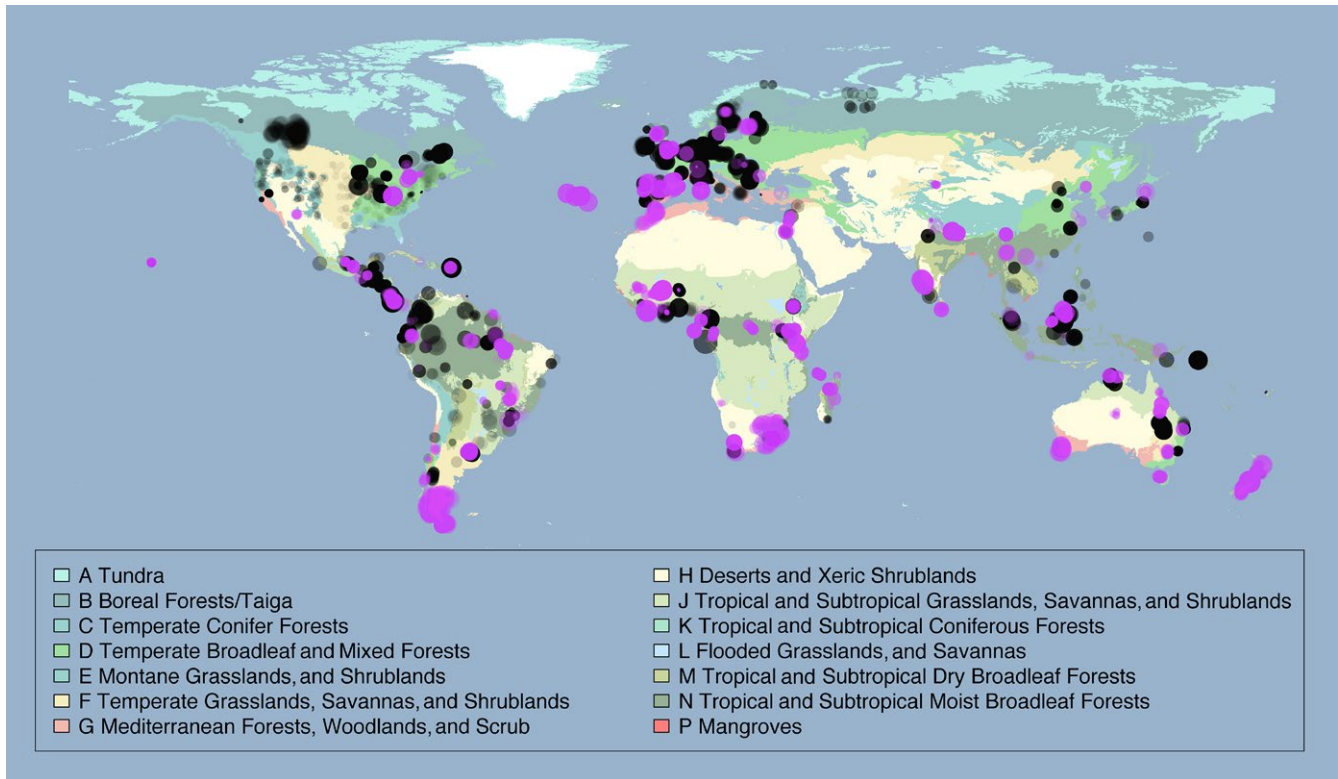 A Tundra
B Boreal Forests/Taiga
C Temperate Conifer Forests
D Temperate Broadleaf and Mixed Forests
E Montane Grasslands, and Shrublands
F Temperate Grasslands, Savannas, and Shrublands
G Mediterranean Forests, Woodlands, and Scrub
H Deserts and Xeric Shrublands
J Tropical and Subtropical Grasslands, Savannas, and Shrublands
K Tropical and Subtropical Coniferous Forests
L Flooded Grasslands, and Savannas
M Tropical and Subtropical Dry Broadleaf Forests
N Tropical and Subtropical Moist Broadleaf Forests
P Mangroves